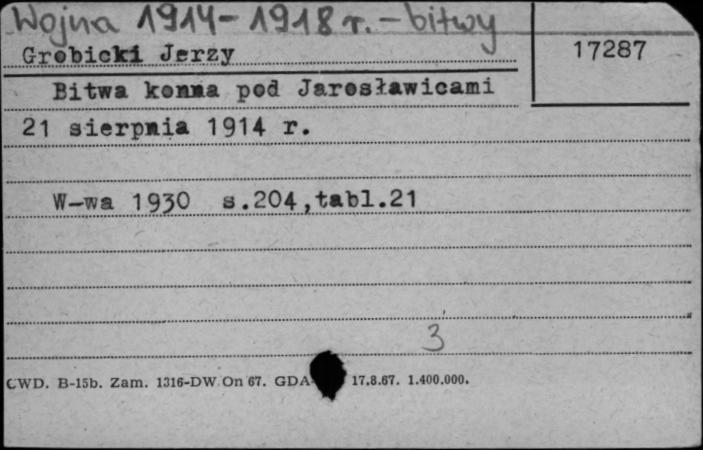 Wojna 1914-1918 r. - bitwy
Grobicki Jerzy
17287
Bitwa konna pod Jarosławicami
21 sierpnia 1914 r.
W-wa 1930 s.204,tabl.21
3
CWD. B-15b. Zam. 1316-DW On 67. GDA 17.8.67. 1.400.000.